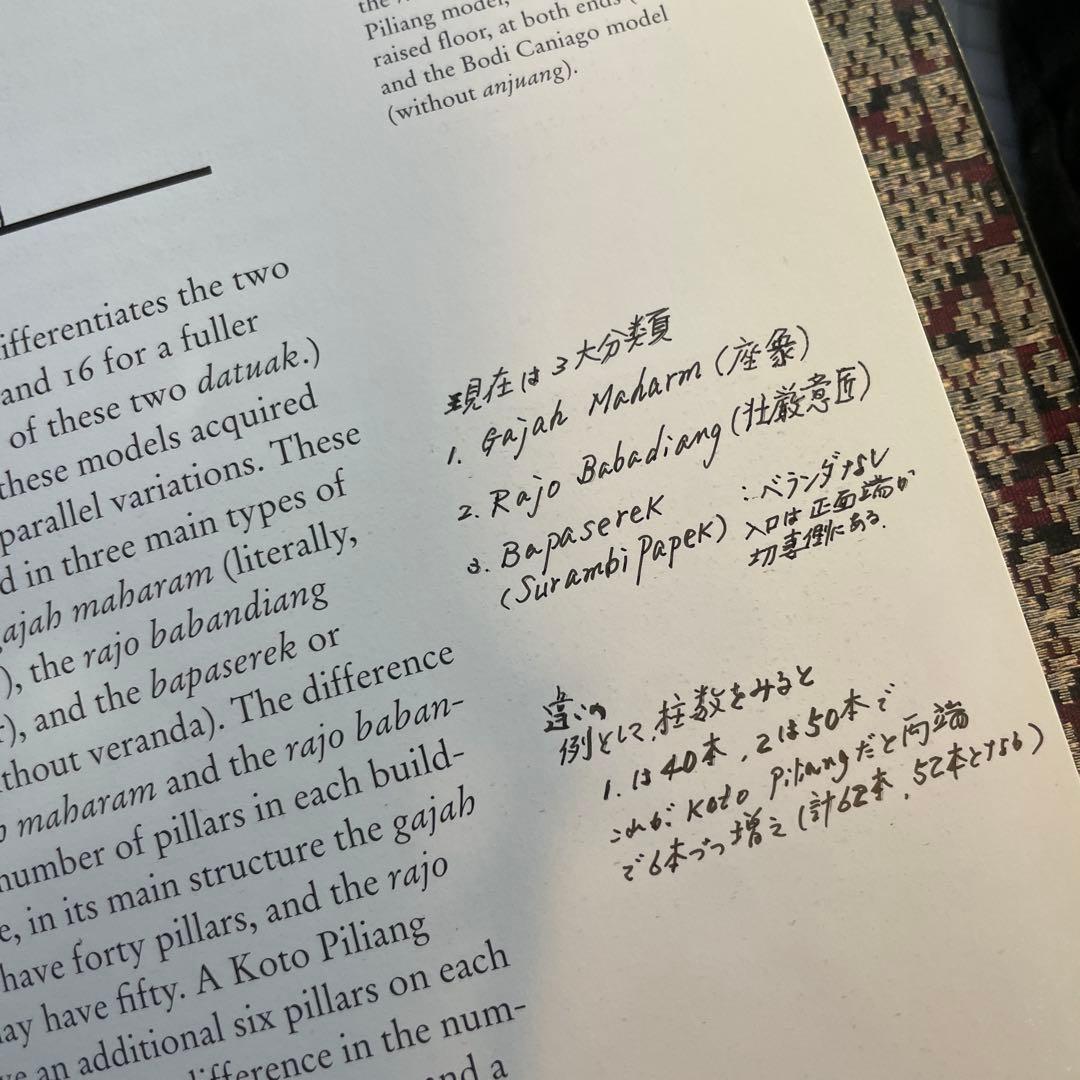 Piliang model,
raised floor, at both ends (
and the Bodi Caniago model
(without anjuang).
ifferentiates the two
and 16 for a fuller
of these two datuak.)
these models acquired
parallel variations. These
d in three main types of
ajah maharam (literally,
), the rajo babandiang
r), and the bapaserek or
thout veranda). The difference
o maharam and the rajo baban-
number of pillars in each build-
e, in its main structure the gajah
have forty pillars, and the rajo
ay have fifty. A Koto Piliang
ve an additional six pillars on each
difference in the num-
and a
現在は3大分類
1. Gajah Maharm (座象)
2. Rajo Babadiang (壮厳意匠)
3. Bapaserek
(Surambi Papek)
:ベランダなし
入口は正面端か
切妻側にある.
違いの
例として、柱数をみると
1. は40本, 2は50本で
これが Koto Piliangだと両端
で6本づつ増え(計62本, 52本となる)